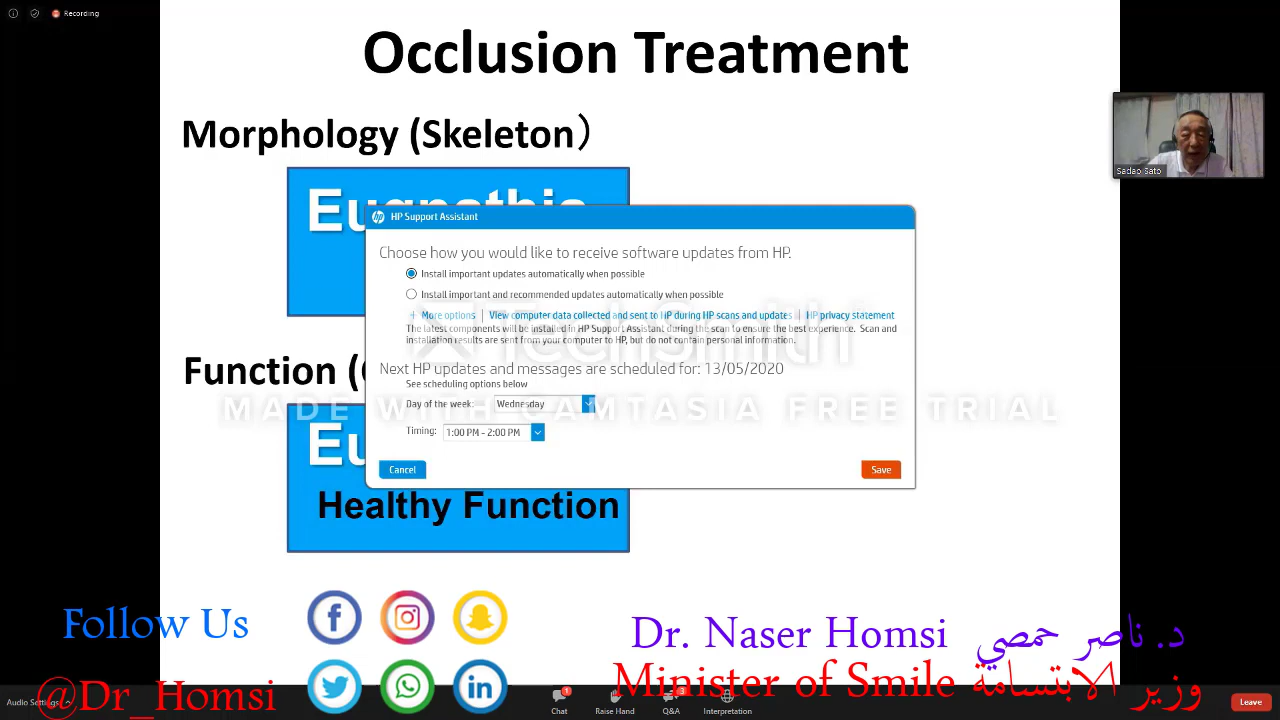 Recording
Occlusion Treatment
Morphology (Skeleton）
Eugnathia
Sadao Sato
HP Support Assistant
Choose how you would like to receive software updates from HP.
Install important updates automatically when possible
Install important and recommended updates automatically when possible
+ More options | View computer data collected and sent to HP during HP scans and updates | HP privacy statement
The latest components will be installed in HP Support Assistant during the scan to ensure the best experience. Scan and
installation results are sent from your computer to HP, but do not contain personal information.
TechSmith
Function (
Next HP updates and messages are scheduled for: 13/05/2020
See scheduling options below
Day of the week: Wednesday
MADE WITH CAMTASIA FREE TRIAL
Timing: 1:00 PM - 2:00 PM
Eu
Cancel
Save
Healthy Function
Follow Us
Dr. Naser Homsi د. ناصر حمصي
@Dr_Homsi
Minister of Smile وزير الابتسامة
Audio Settings
Chat 1
Raise Hand
Q&A 3
Interpretation
Leave